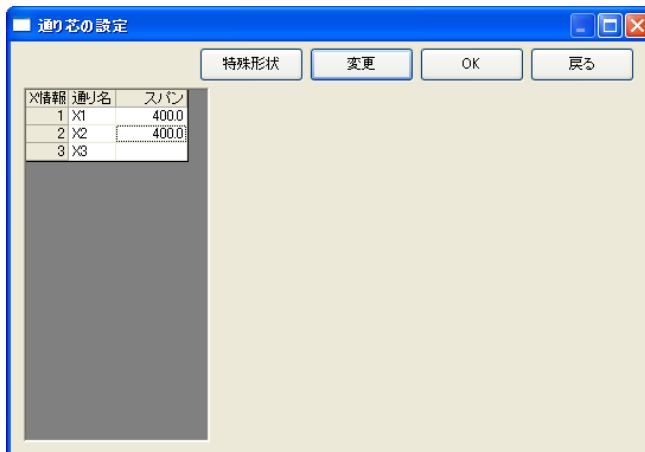 通り芯の設定
特殊形状 変更 OK 戻る
X情報 通り名 スパン
1 X1 400.0
2 X2 400.0
3 X3